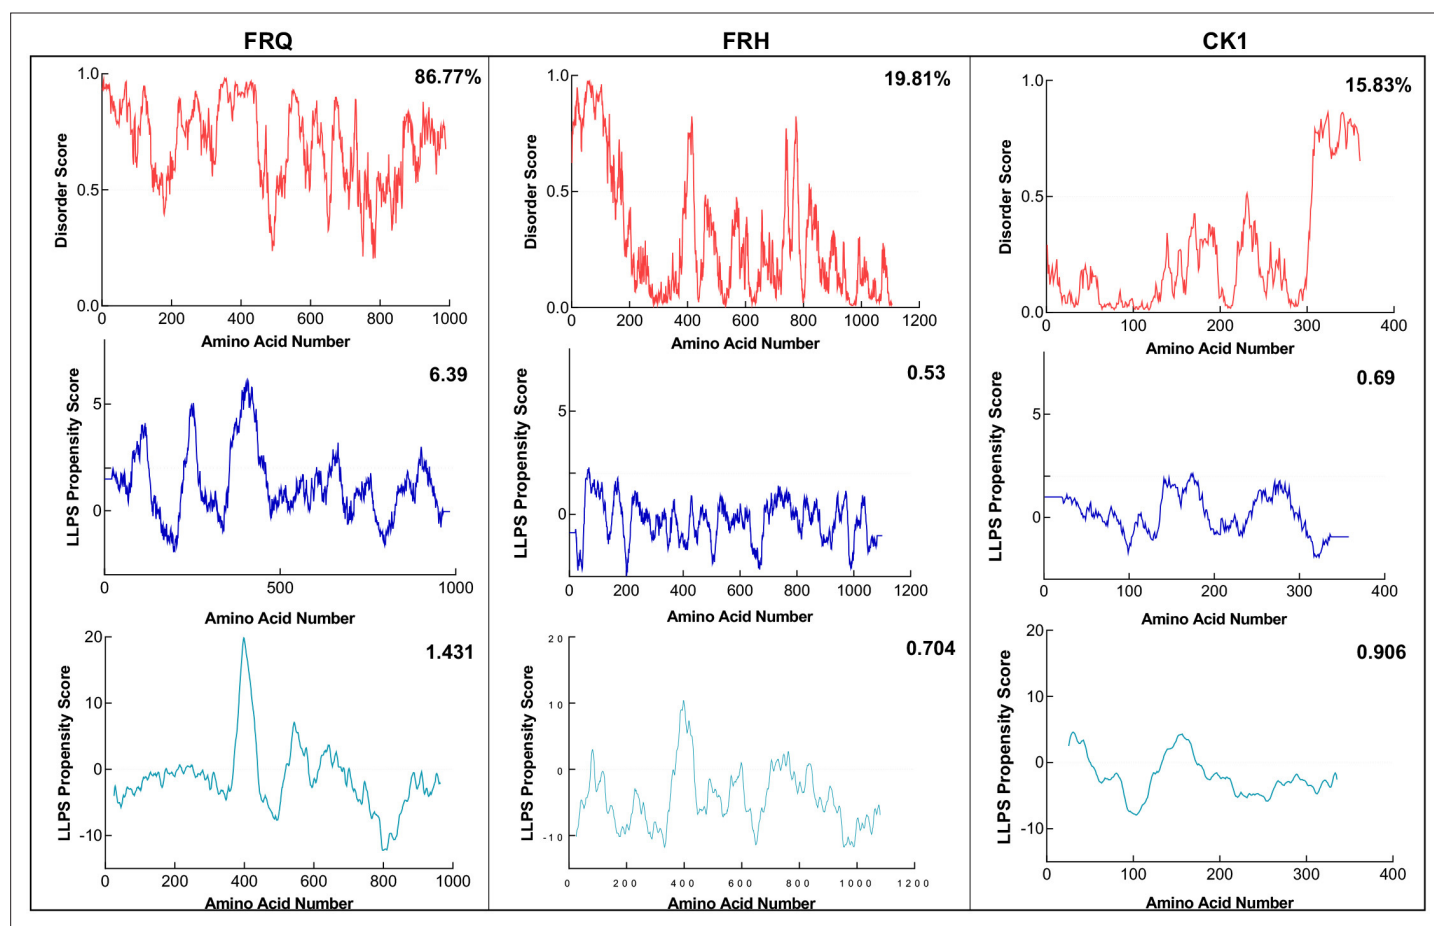 FRQ FRH CK1
86.77%
Disorder Score
1.0
0.5
0.0
0 200 400 600 800 1000
Amino Acid Number
19.81%
Disorder Score
1.0
0.5
0.0
0 200 400 600 800 1000 1200
Amino Acid Number
15.83%
Disorder Score
1.0
0.5
0.0
0 100 200 300 400
Amino Acid Number
6.39
LLPS Propensity Score
5
0
0 500 1000
Amino Acid Number
0.53
LLPS Propensity Score
5
0
0 200 400 600 800 1000 1200
Amino Acid Number
0.69
LLPS Propensity Score
5
0
0 100 200 300 400
Amino Acid Number
1.431
LLPS Propensity Score
20
10
0
-10
0 200 400 600 800 1000
Amino Acid Number
0.704
LLPS Propensity Score
20
10
0
-10
0 200 400 600 800 1000 1200
Amino Acid Number
0.906
LLPS Propensity Score
20
10
0
-10
0 100 200 300 400
Amino Acid Number